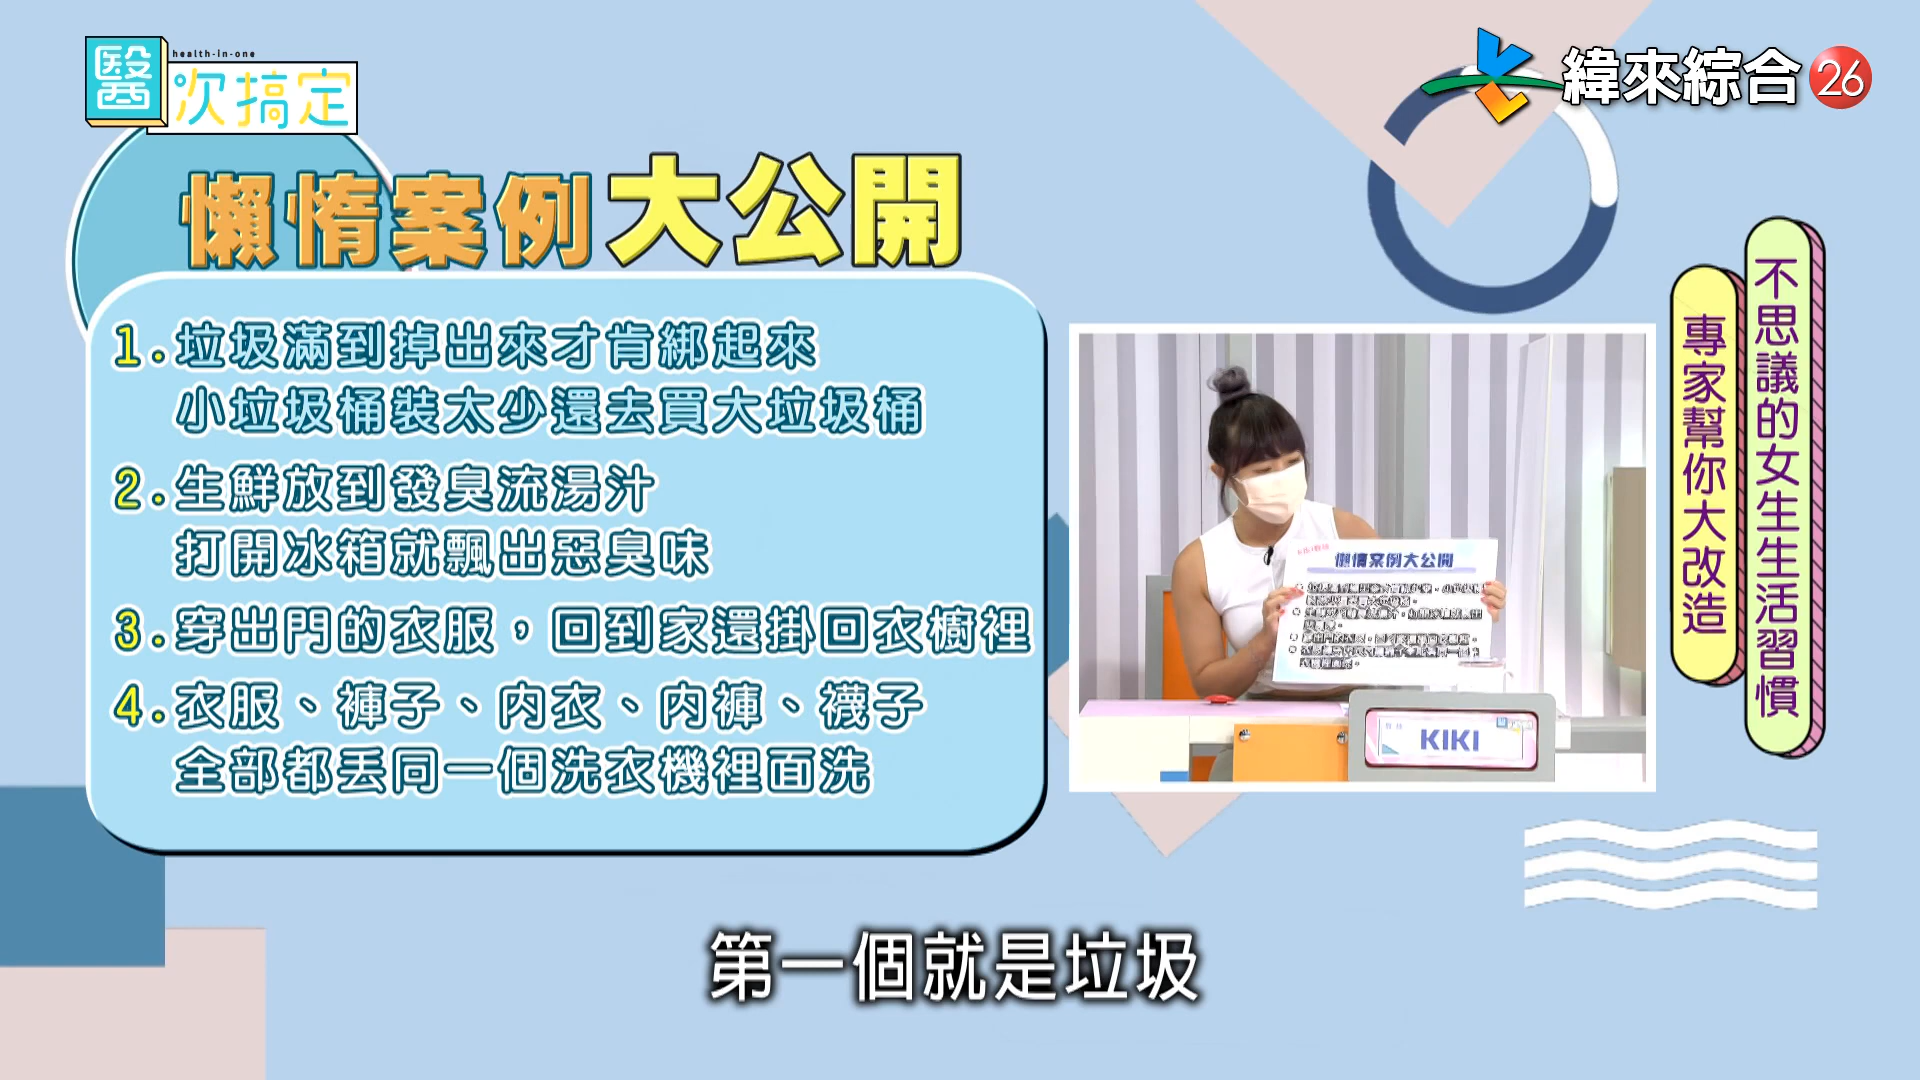 醫次搞定
health-in-one
緯來綜合 26
懶惰案例大公開
1.垃圾滿到掉出來才肯綁起來
小垃圾桶裝太少還去買大垃圾桶
2.生鮮放到發臭流湯汁
打開冰箱就飄出惡臭味
3.穿出門的衣服，回到家還掛回衣櫥裡
4.衣服、褲子、內衣、內褲、襪子
全部都丟同一個洗衣機裡面洗
不思議的女生生活習慣
專家幫你大改造
懶惰案例大公開
KIKI
第一個就是垃圾